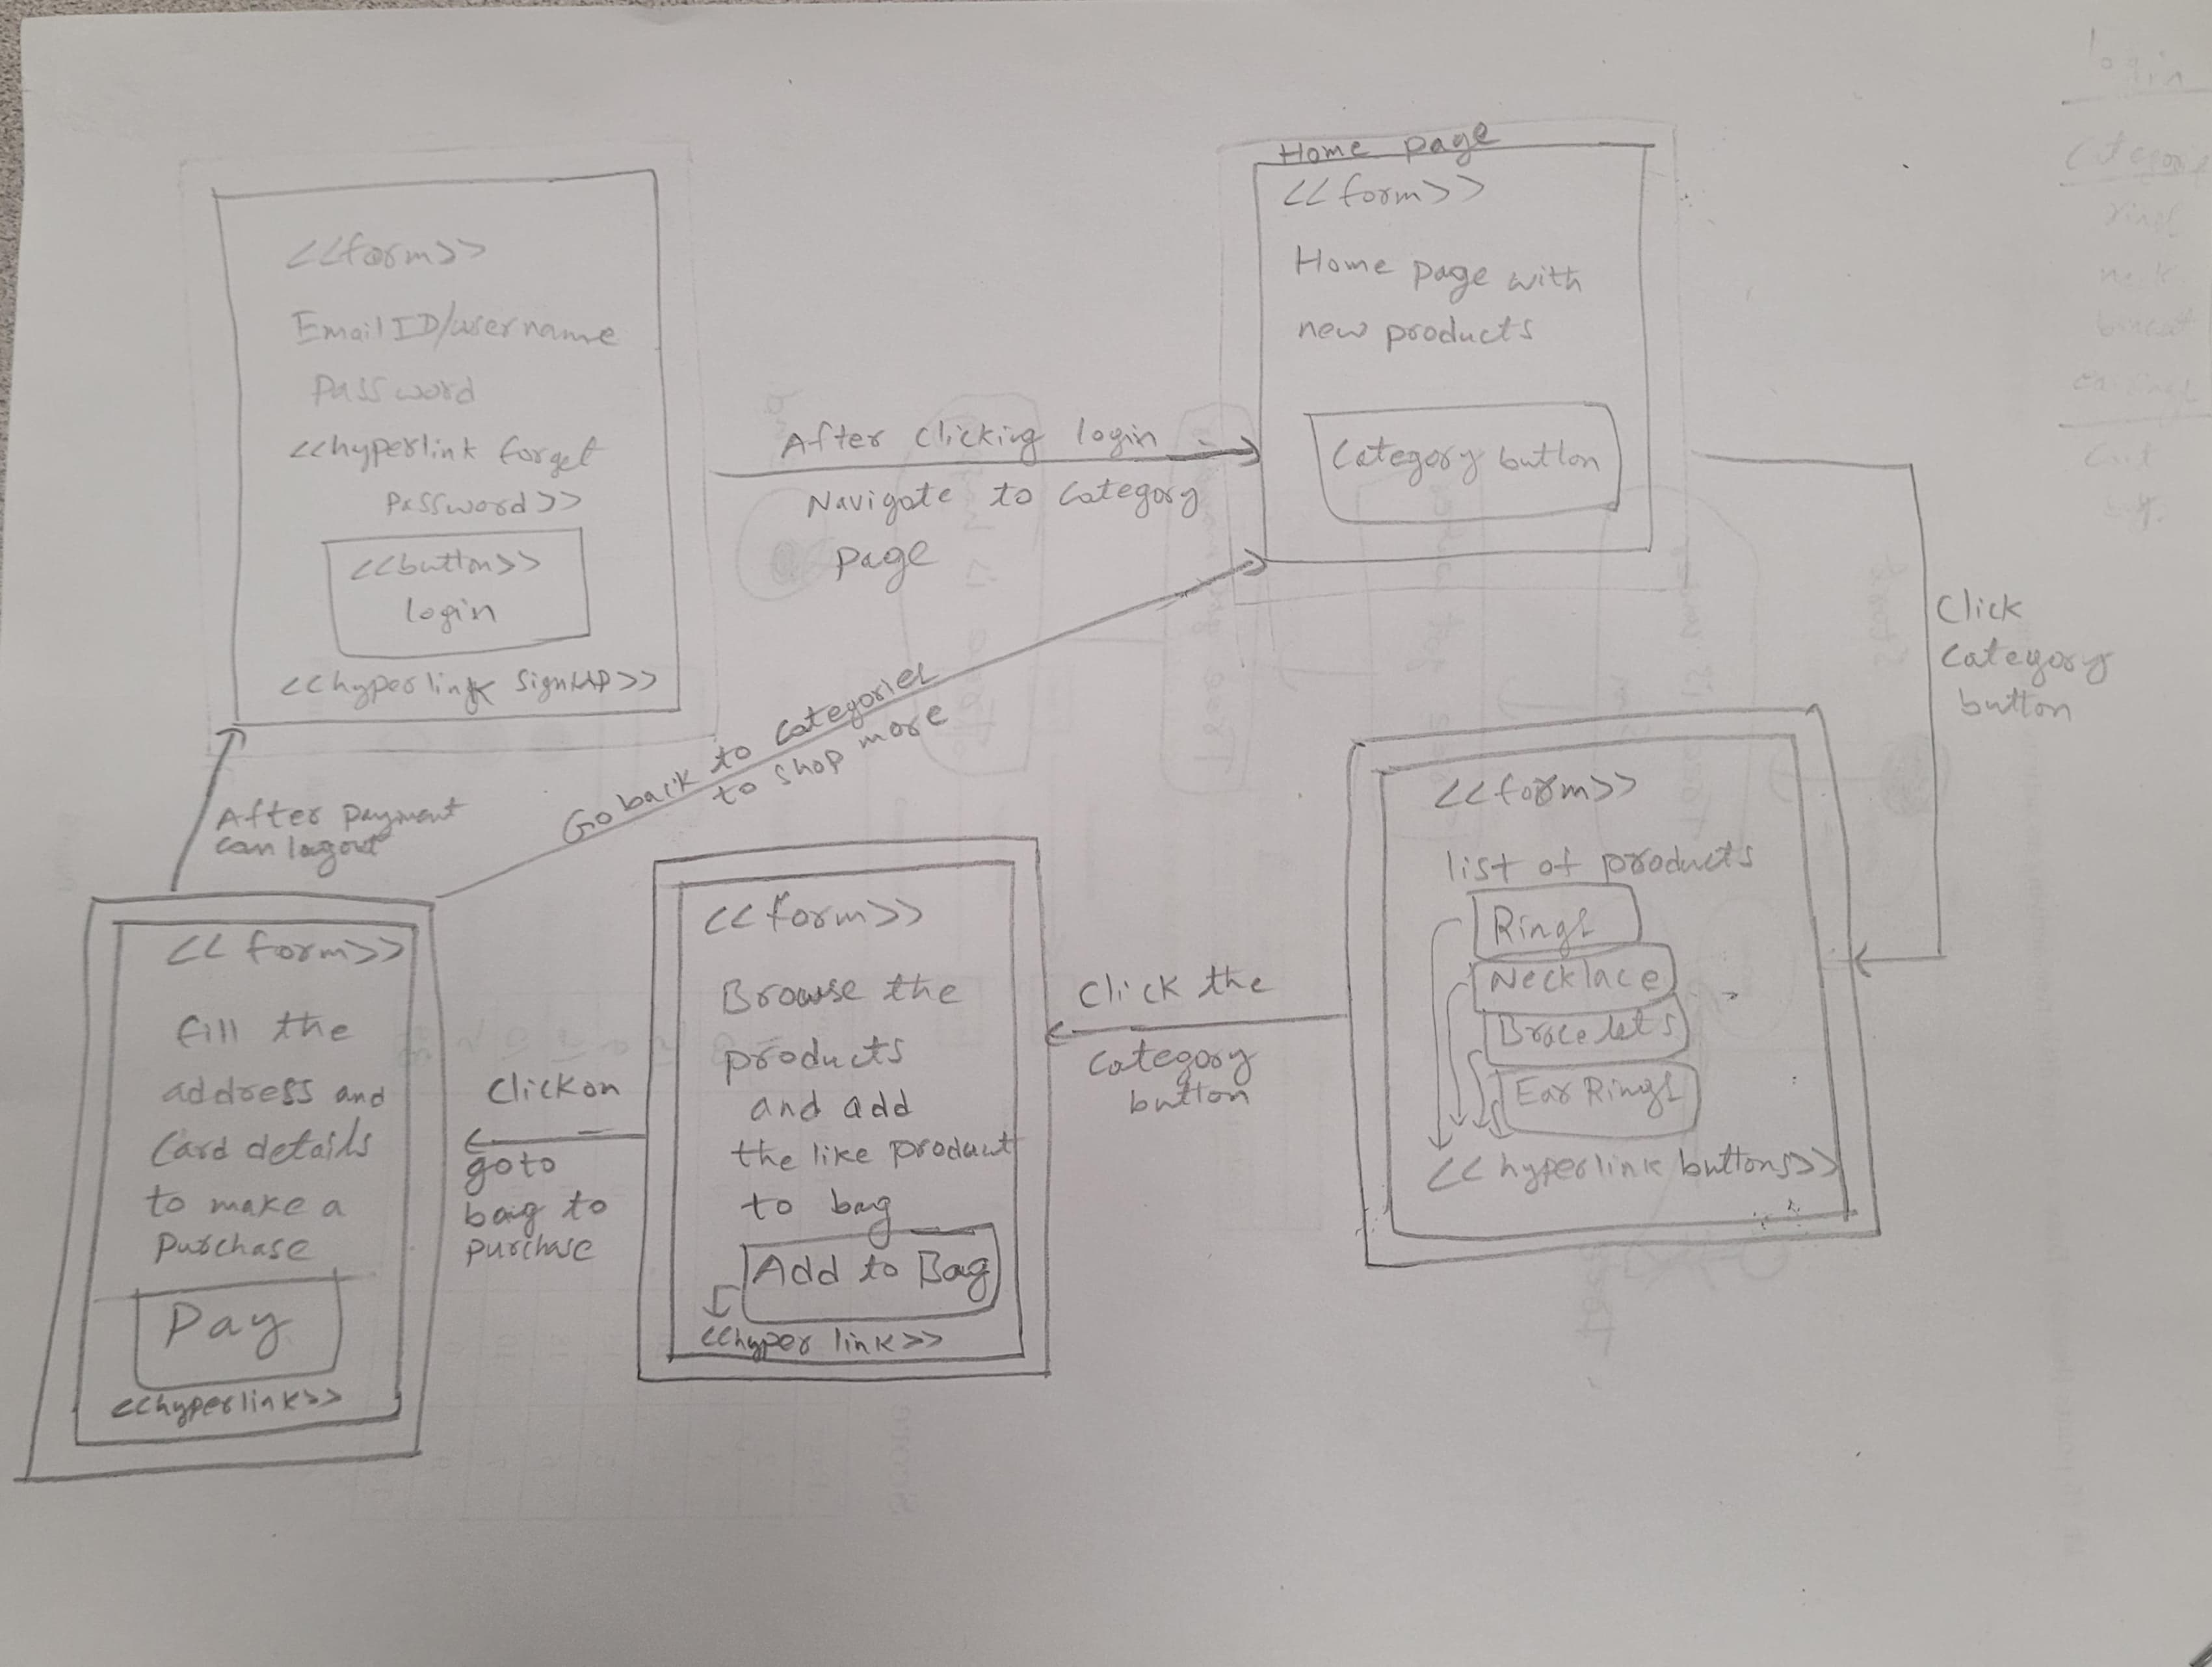 <<form>>
Email ID/username
Password
<<hyperlink forget
password>>
<<button>>
login
<<hyperlink SignUP>>
After clicking login
Navigate to Category
page
Home page
<<form>>
Home page with
new products
Category button
Click
Category
button
<<form>>
list of products
Rings
Necklace
Bracelets
Ear Rings
<<hyperlink buttons>>
Click the
Category
button
<<form>>
Browse the
products
and add
the like product
to bag
Add to Bag
<<hyper link>>
Click on
goto
bag to
purchase
<<form>>
fill the
address and
Card details
to make a
Purchase
Pay
<<hyperlink>>
After payment
can logout
Go back to Categories
to shop more
login
rings